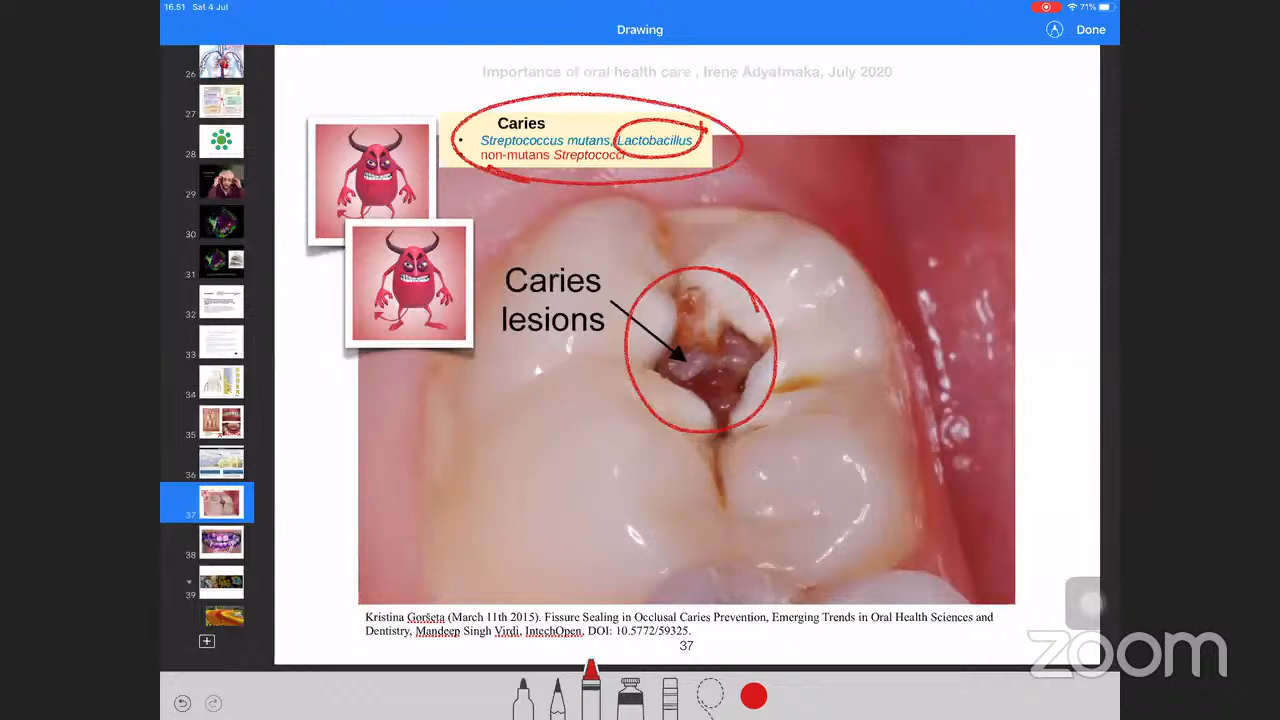 16.51 Sat 4 Jul
71%
Drawing
Done
Importance of oral health care , Irene Adyatmaka, July 2020
Caries
• Streptococcus mutans, Lactobacillus
non-mutans Streptococci
Caries
lesions
26
27
28
29
30
31
32
33
34
35
36
37
38
39
Kristina Goršeta (March 11th 2015). Fissure Sealing in Occlusal Caries Prevention, Emerging Trends in Oral Health Sciences and
Dentistry, Mandeep Singh Virdi, IntechOpen, DOI: 10.5772/59325.
37
zoom